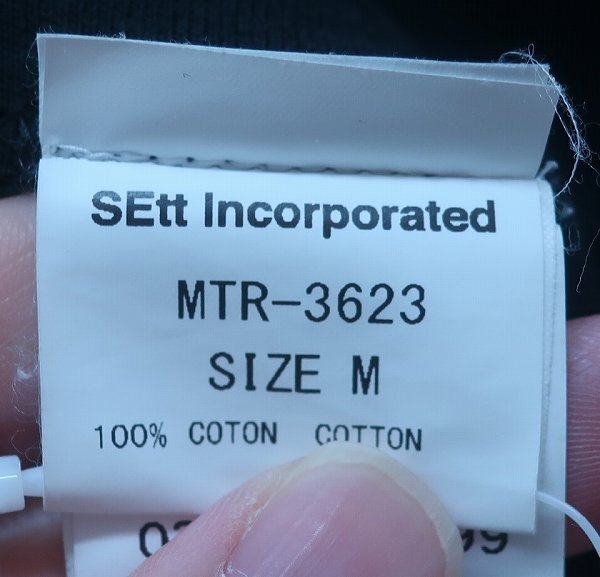 SEtt Incorporated
MTR-3623
SIZE M
100% COTON COTTON